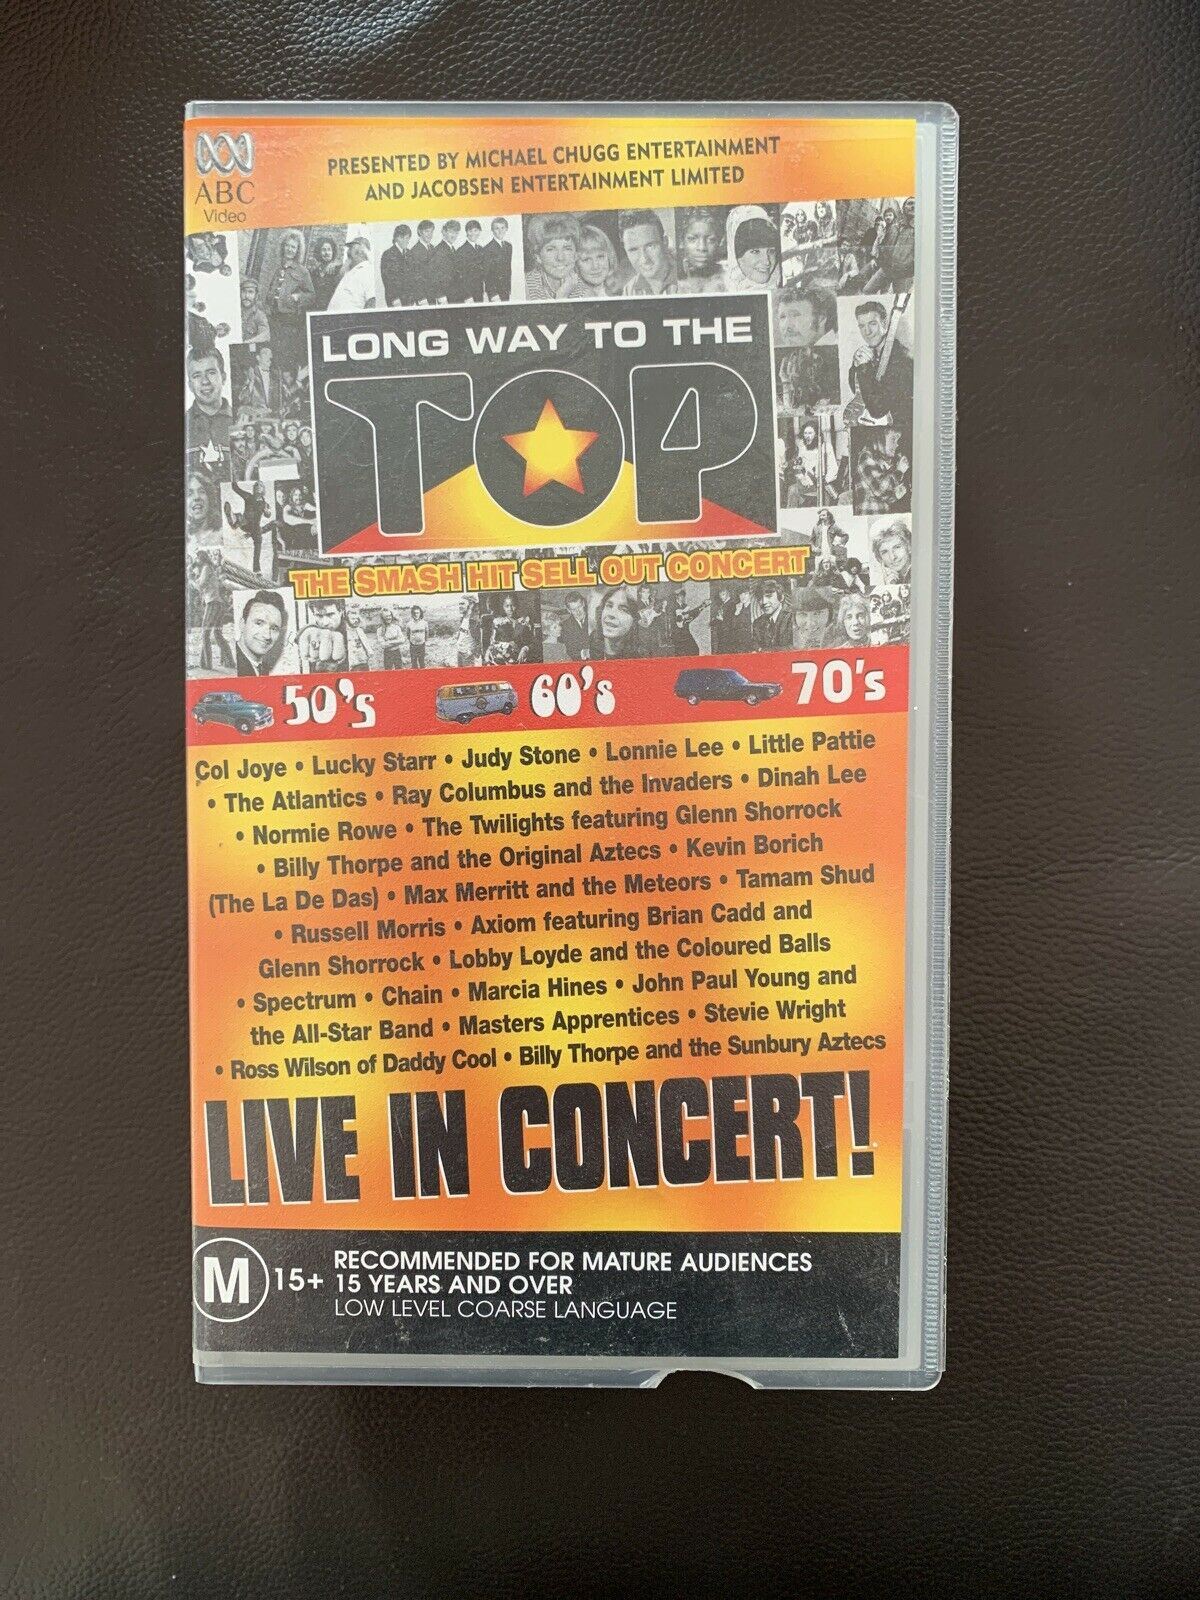 ABC
Video
PRESENTED BY MICHAEL CHUGG ENTERTAINMENT
AND JACOBSEN ENTERTAINMENT LIMITED
LONG WAY TO THE
TOP
THE SMASH HIT SELL OUT CONCERT
50's 60's 70's
Col Joye • Lucky Starr • Judy Stone • Lonnie Lee • Little Pattie
• The Atlantics • Ray Columbus and the Invaders • Dinah Lee
• Normie Rowe • The Twilights featuring Glenn Shorrock
• Billy Thorpe and the Original Aztecs • Kevin Borich
(The La De Das) • Max Merritt and the Meteors • Tamam Shud
• Russell Morris • Axiom featuring Brian Cadd and
Glenn Shorrock • Lobby Loyde and the Coloured Balls
• Spectrum • Chain • Marcia Hines • John Paul Young and
the All-Star Band • Masters Apprentices • Stevie Wright
• Ross Wilson of Daddy Cool • Billy Thorpe and the Sunbury Aztecs
LIVE IN CONCERT!
M 15+
RECOMMENDED FOR MATURE AUDIENCES
15 YEARS AND OVER
LOW LEVEL COARSE LANGUAGE